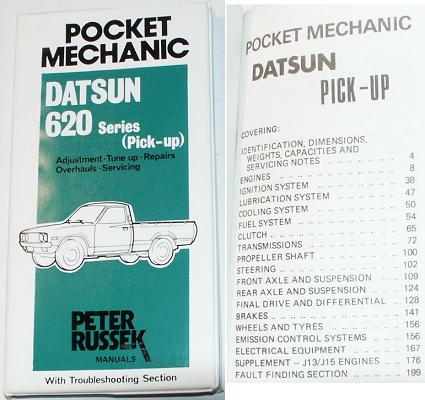 POCKET
MECHANIC
DATSUN
620 Series
(Pick-up)
Adjustment · Tune up · Repairs
Overhauls · Servicing
PETER
RUSSEK
MANUALS
With Troubleshooting Section
POCKET MECHANIC
DATSUN
PICK-UP
COVERING:
IDENTIFICATION, DIMENSIONS,
WEIGHTS, CAPACITIES AND
SERVICING NOTES .. .. .. .. 4
ENGINES .. .. .. .. .. .. 8
IGNITION SYSTEM .. .. .. .. 38
LUBRICATION SYSTEM .. .. .. 47
COOLING SYSTEM .. .. .. .. 50
FUEL SYSTEM .. .. .. .. .. 54
CLUTCH .. .. .. .. .. .. 65
TRANSMISSIONS .. .. .. .. 72
PROPELLER SHAFT .. .. .. .. 100
STEERING .. .. .. .. .. .. 102
FRONT AXLE AND SUSPENSION .. .. 109
REAR AXLE AND SUSPENSION .. .. 124
FINAL DRIVE AND DIFFERENTIAL .. 128
BRAKES .. .. .. .. .. .. 141
WHEELS AND TYRES .. .. .. .. 156
EMISSION CONTROL SYSTEMS .. .. 156
ELECTRICAL EQUIPMENT .. .. .. 167
SUPPLEMENT – J13/J15 ENGINES .. 176
FAULT FINDING SECTION .. .. .. 199